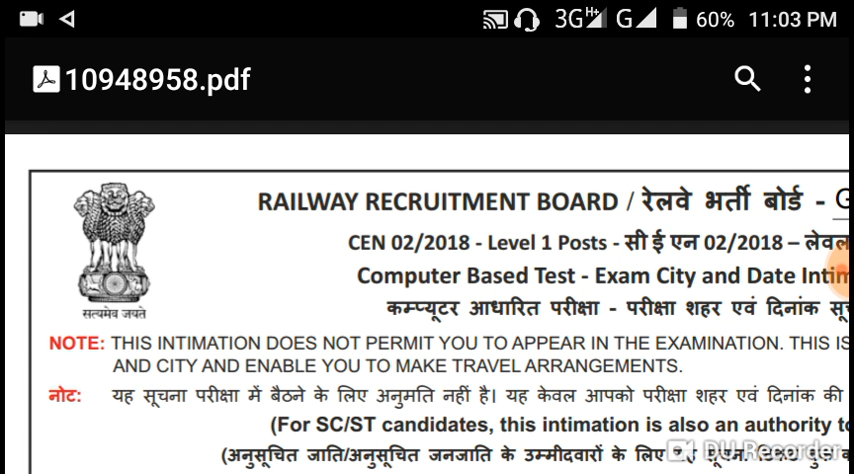 3G H+ G 60% 11:03 PM
10948958.pdf
RAILWAY RECRUITMENT BOARD / रेलवे भर्ती बोर्ड - G
CEN 02/2018 - Level 1 Posts - सी ई एन 02/2018 – लेवल
Computer Based Test - Exam City and Date Intim
कम्प्यूटर आधारित परीक्षा - परीक्षा शहर एवं दिनांक सू
सत्यमेव जयते
NOTE: THIS INTIMATION DOES NOT PERMIT YOU TO APPEAR IN THE EXAMINATION. THIS IS
AND CITY AND ENABLE YOU TO MAKE TRAVEL ARRANGEMENTS.
नोट: यह सूचना परीक्षा में बैठने के लिए अनुमति नहीं है। यह केवल आपको परीक्षा शहर एवं दिनांक की
(For SC/ST candidates, this intimation is also an authority to
(अनुसूचित जाति/अनुसूचित जनजाति के उम्मीदवारों के लिए यह सूचना
DU Recorder